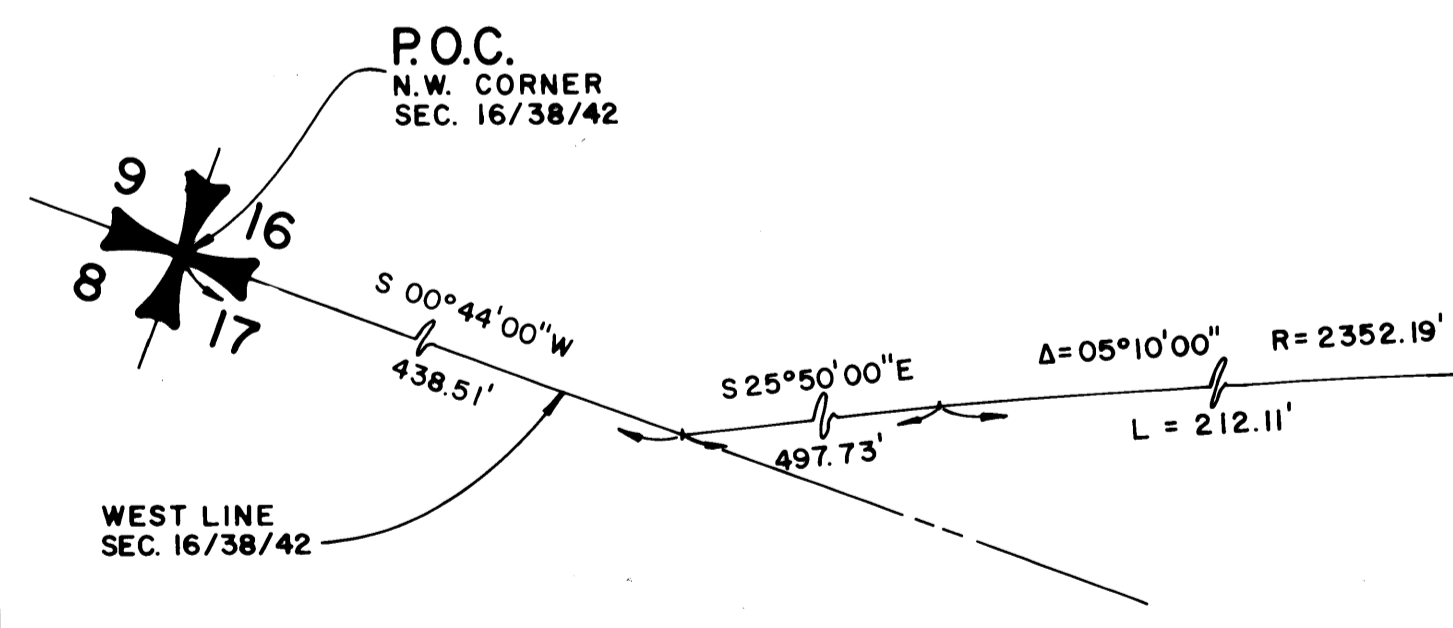 P.O.C.
N.W. CORNER
SEC. 16/38/42
9
16
8
17
S 00°44'00"W
438.51'
S 25°50'00"E
497.73'
Δ=05°10'00"
R= 2352.19'
L = 212.11'
WEST LINE
SEC. 16/38/42